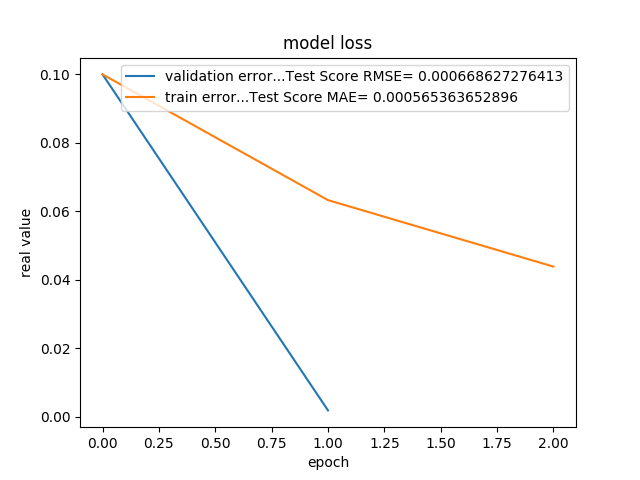 model loss
validation error...Test Score RMSE= 0.000668627276413
train error...Test Score MAE= 0.000565363652896
real value
0.10
0.08
0.06
0.04
0.02
0.00
0.00 0.25 0.50 0.75 1.00 1.25 1.50 1.75 2.00
epoch